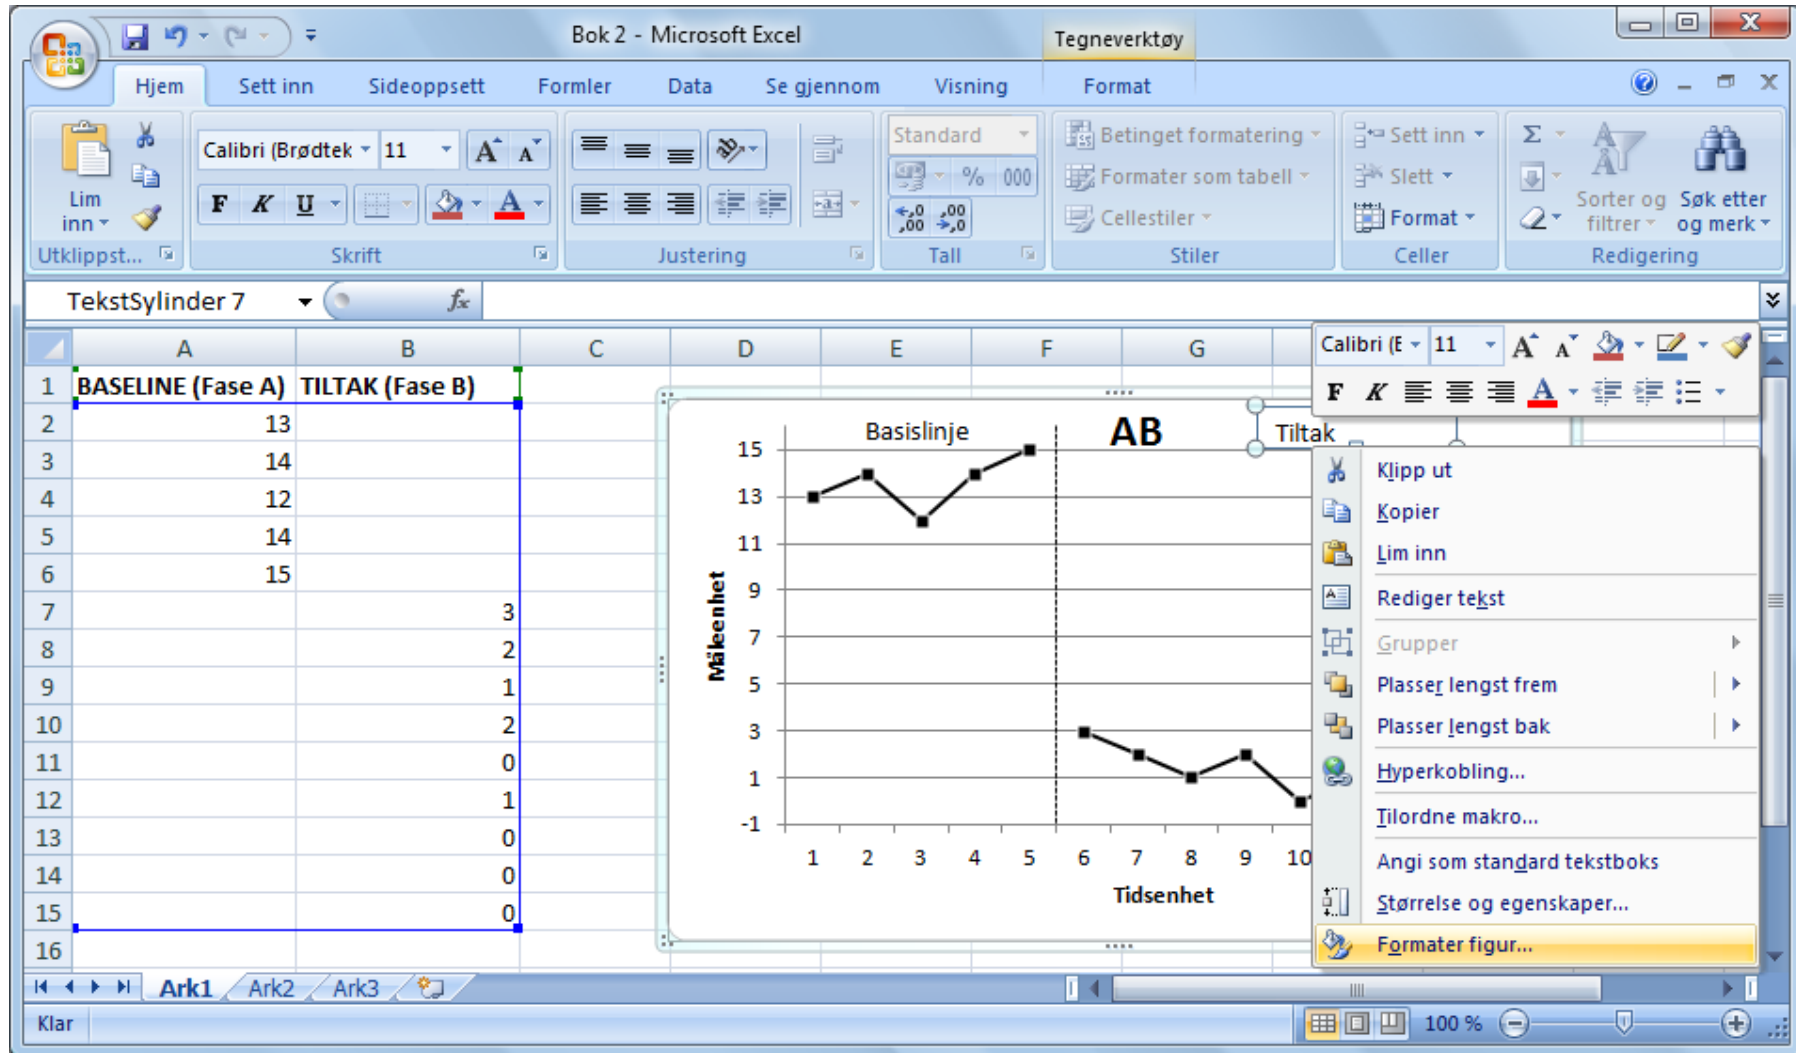 Bok 2 - Microsoft Excel
Tegneverktøy
Hjem Sett inn Sideoppsett Formler Data Se gjennom Visning Format
Calibri (Brødtek 11 A A
Standard
Betinget formatering
Sett inn
Σ
Lim inn
F K U A
% 000
Formater som tabell
Slett
Sorter og filtrer
Søk etter og merk
,0 ,00
,00 ,0
Cellestiler
Format
Utklippst... Skrift Justering Tall Stiler Celler Redigering
TekstSylinder 7 fx
A B C D E F G
Calibri (E 11 A A
F K A
1 BASELINE (Fase A) TILTAK (Fase B)
2 13
3 14
4 12
5 14
6 15
7 3
8 2
9 1
10 2
11 0
12 1
13 0
14 0
15 0
16
Basislinje AB Tiltak
15
13
11
9
7
5
3
1
-1
Måleenhet
1 2 3 4 5 6 7 8 9 10
Tidsenhet
Klipp ut
Kopier
Lim inn
Rediger tekst
Grupper
Plasser lengst frem
Plasser lengst bak
Hyperkobling...
Tilordne makro...
Angi som standard tekstboks
Størrelse og egenskaper...
Formater figur...
Ark1 Ark2 Ark3
Klar 100 %